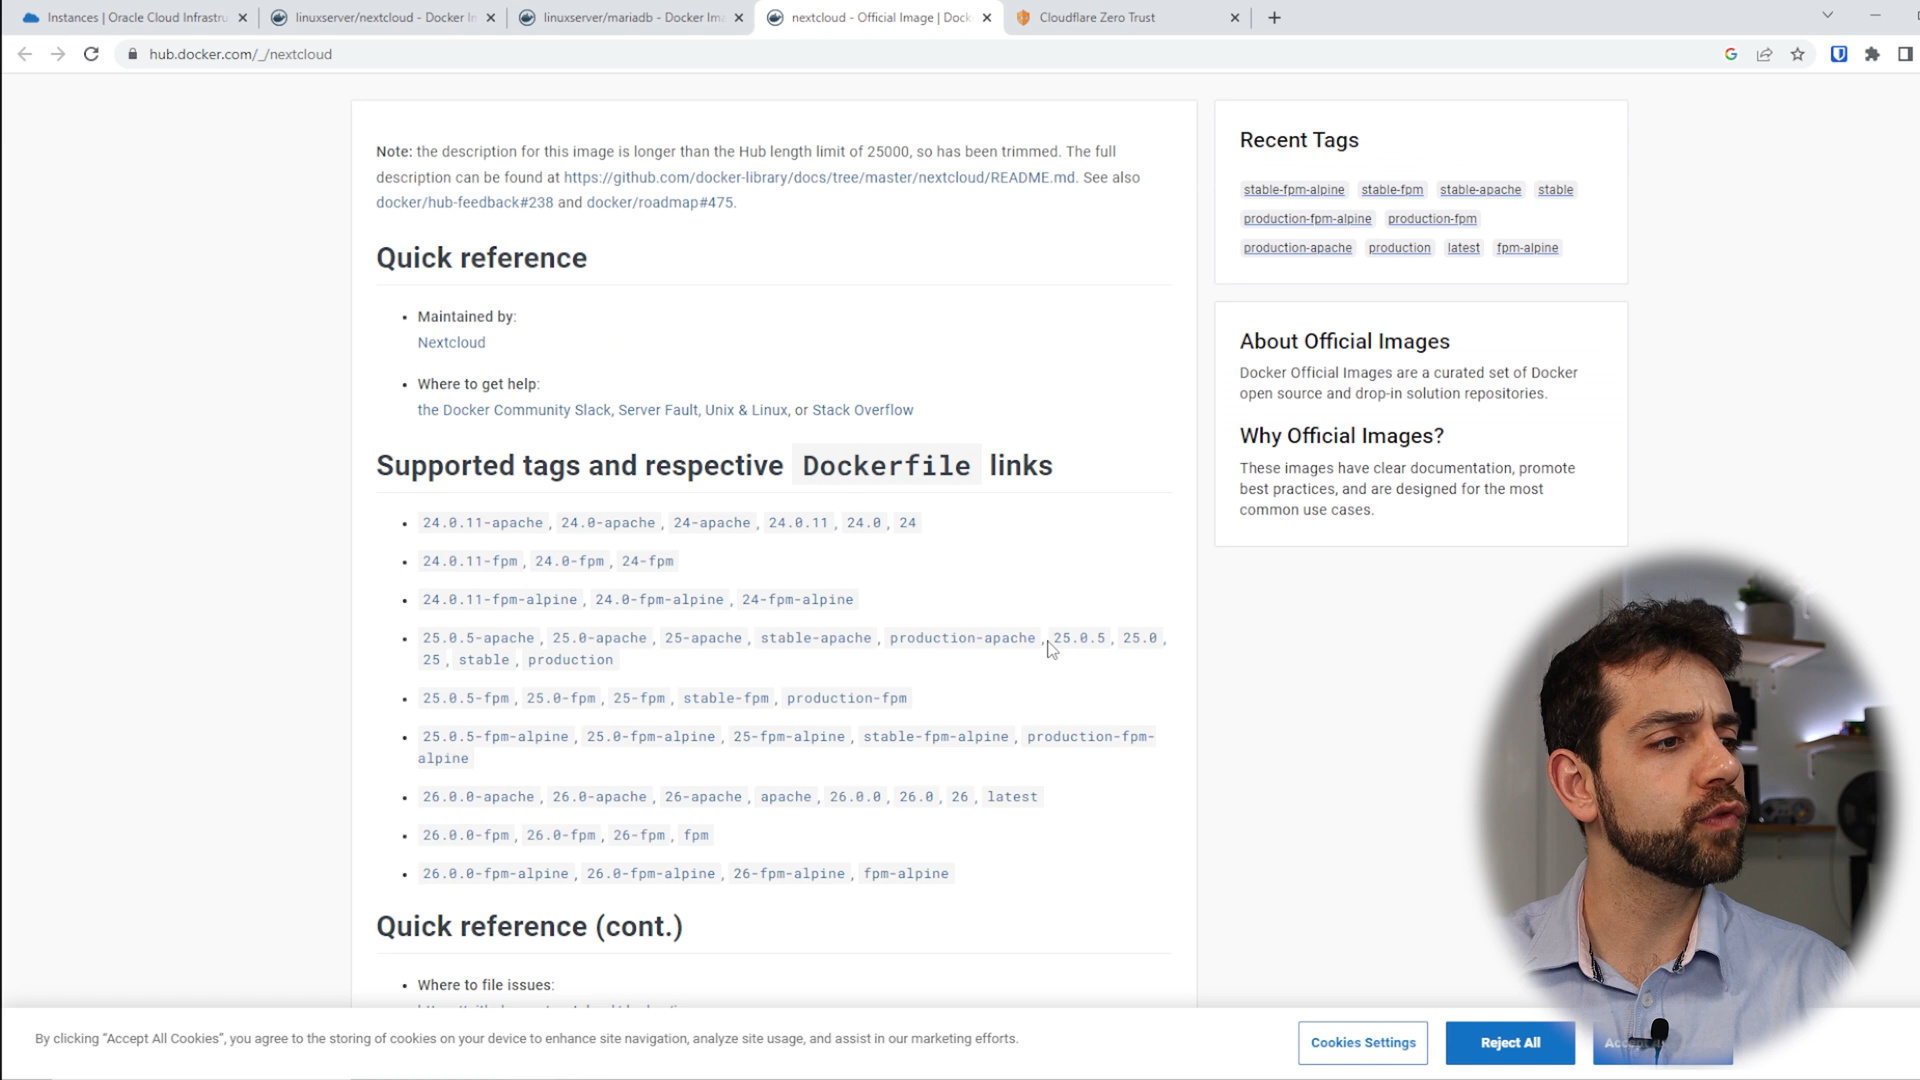 Instances | Oracle Cloud Infrastru
linuxserver/nextcloud - Docker I
linuxserver/mariadb - Docker Ima
nextcloud - Official Image | Dock
Cloudflare Zero Trust
hub.docker.com/_/nextcloud
Note: the description for this image is longer than the Hub length limit of 25000, so has been trimmed. The full
description can be found at https://github.com/docker-library/docs/tree/master/nextcloud/README.md. See also
docker/hub-feedback#238 and docker/roadmap#475.
Quick reference
• Maintained by:
Nextcloud
• Where to get help:
the Docker Community Slack, Server Fault, Unix & Linux, or Stack Overflow
Supported tags and respective Dockerfile links
• 24.0.11-apache, 24.0-apache, 24-apache, 24.0.11, 24.0, 24
• 24.0.11-fpm, 24.0-fpm, 24-fpm
• 24.0.11-fpm-alpine, 24.0-fpm-alpine, 24-fpm-alpine
• 25.0.5-apache, 25.0-apache, 25-apache, stable-apache, production-apache, 25.0.5, 25.0,
25, stable, production
• 25.0.5-fpm, 25.0-fpm, 25-fpm, stable-fpm, production-fpm
• 25.0.5-fpm-alpine, 25.0-fpm-alpine, 25-fpm-alpine, stable-fpm-alpine, production-fpm-
alpine
• 26.0.0-apache, 26.0-apache, 26-apache, apache, 26.0.0, 26.0, 26, latest
• 26.0.0-fpm, 26.0-fpm, 26-fpm, fpm
• 26.0.0-fpm-alpine, 26.0-fpm-alpine, 26-fpm-alpine, fpm-alpine
Quick reference (cont.)
• Where to file issues:
Recent Tags
stable-fpm-alpine stable-fpm stable-apache stable
production-fpm-alpine production-fpm
production-apache production latest fpm-alpine
About Official Images
Docker Official Images are a curated set of Docker
open source and drop-in solution repositories.
Why Official Images?
These images have clear documentation, promote
best practices, and are designed for the most
common use cases.
By clicking “Accept All Cookies”, you agree to the storing of cookies on your device to enhance site navigation, analyze site usage, and assist in our marketing efforts.
Cookies Settings
Reject All